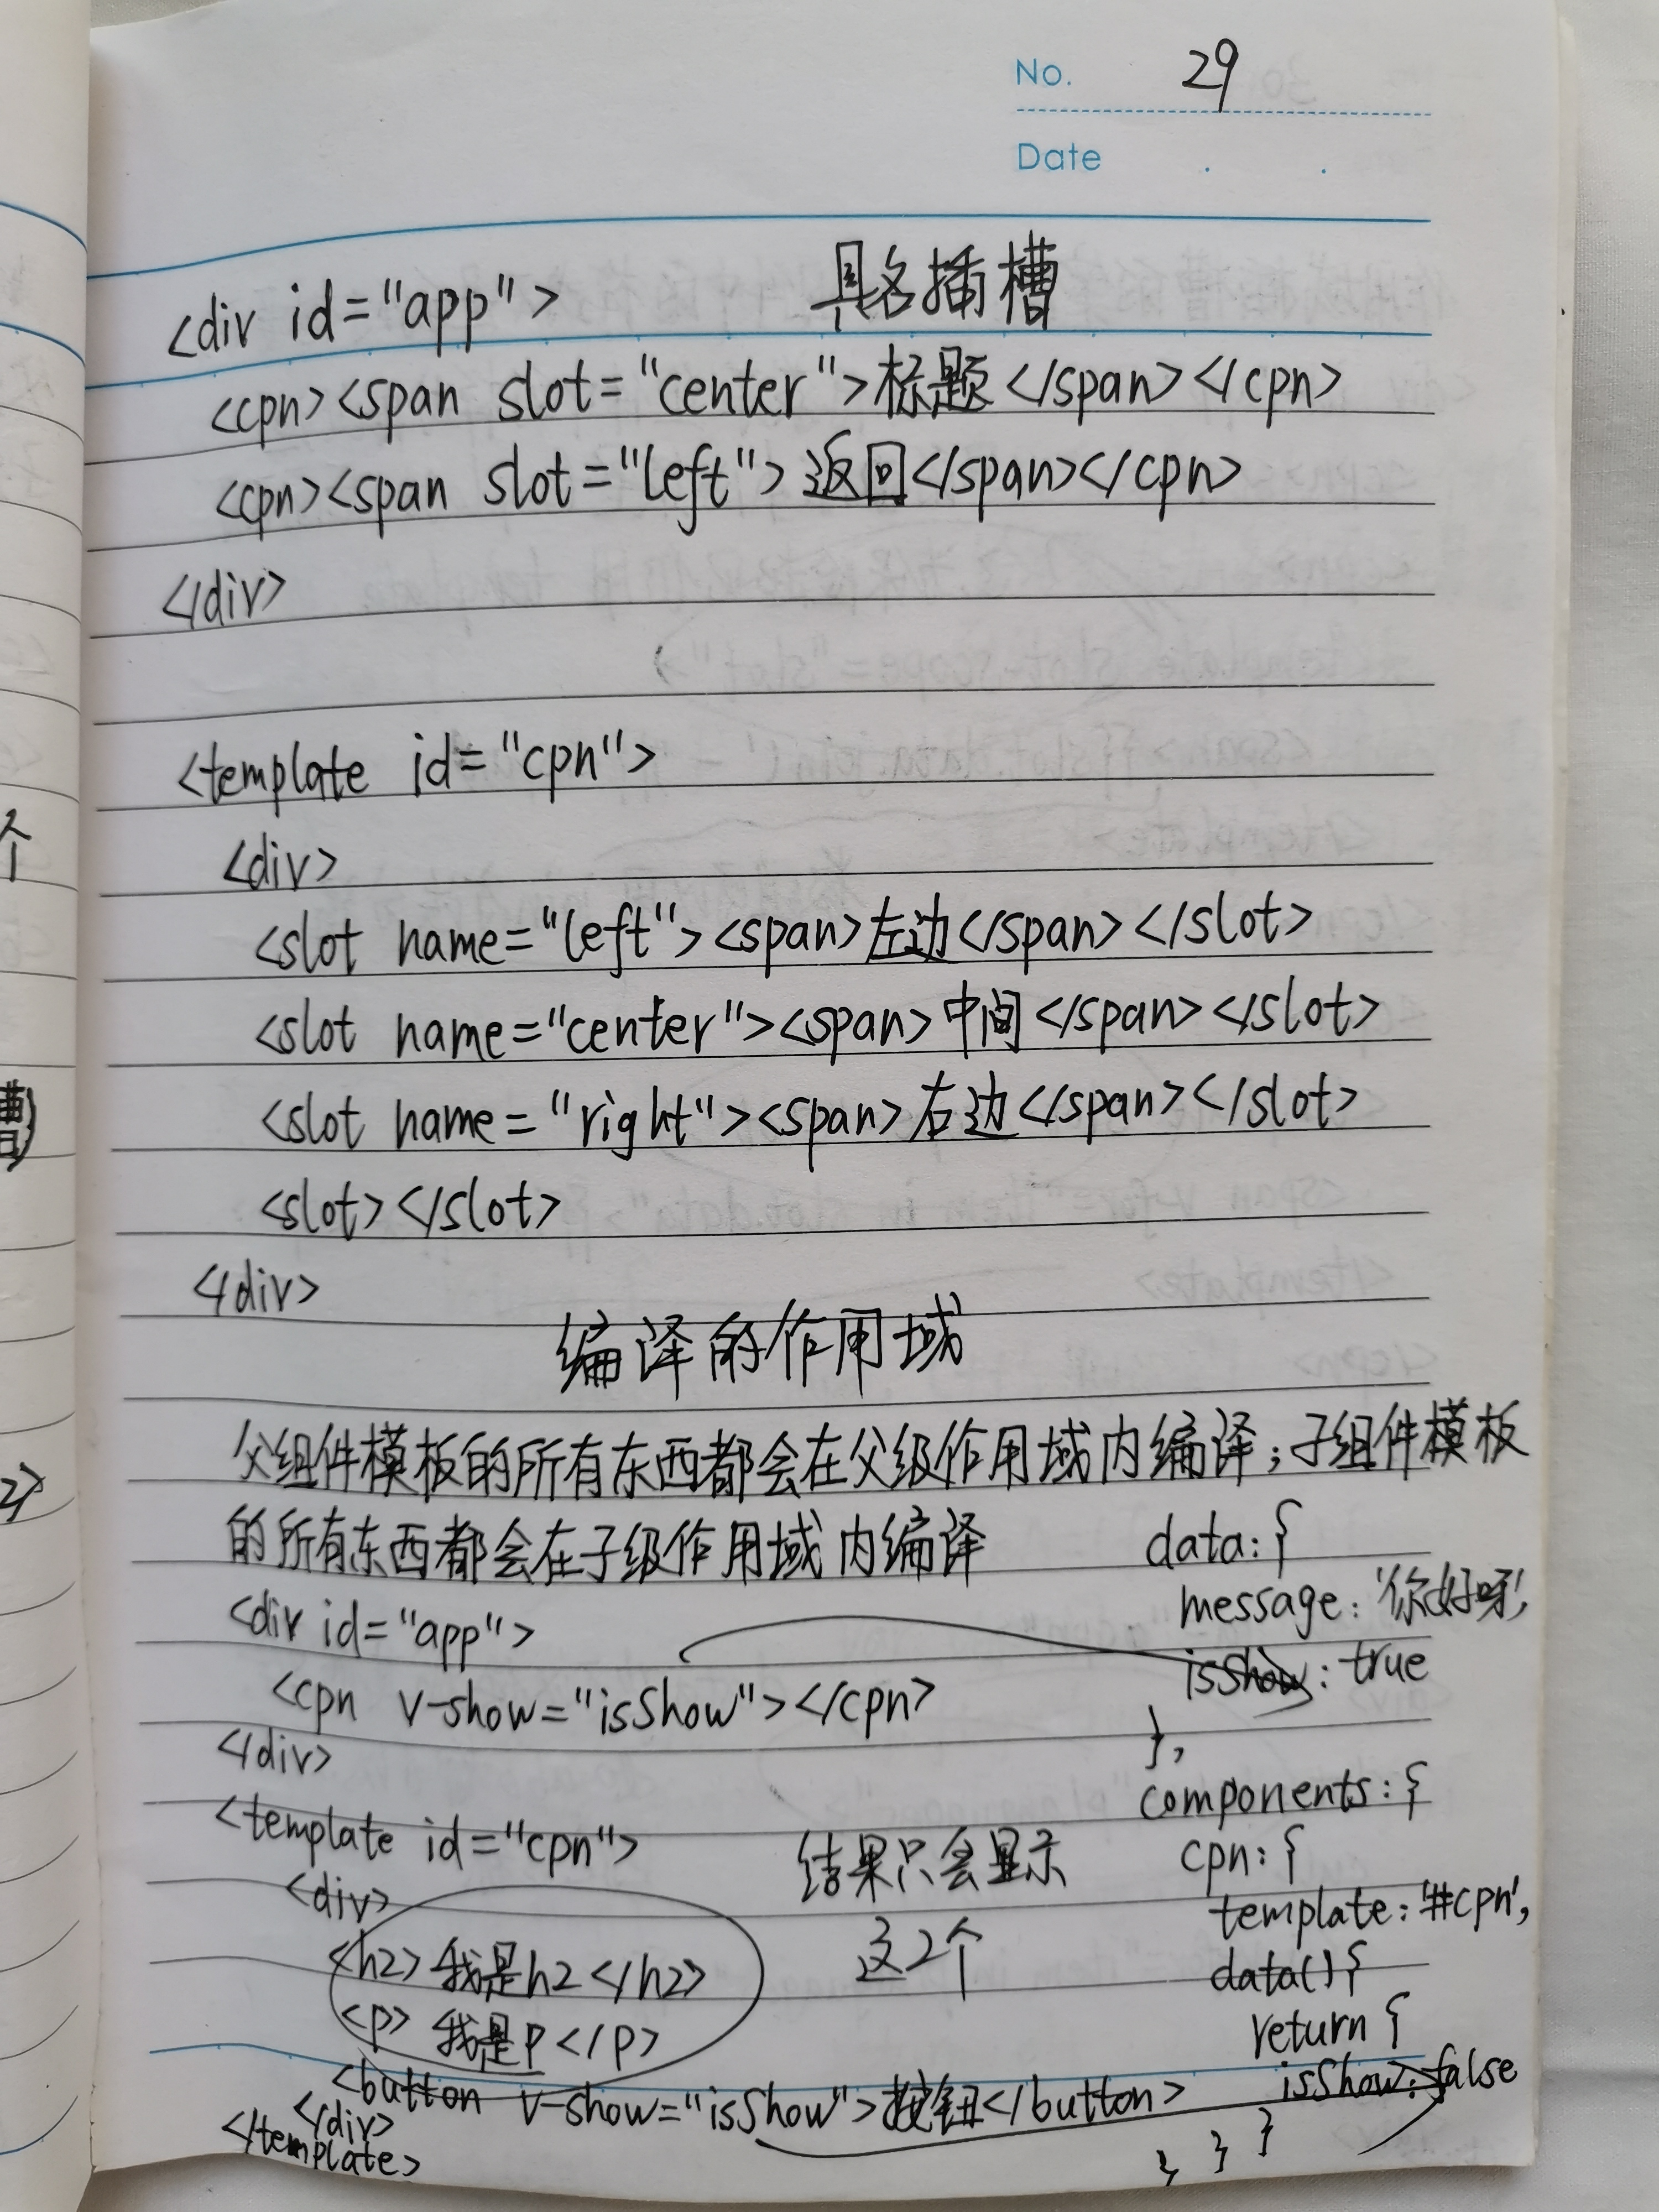 No. 29
Date . .
<div id="app"> 具名插槽
<cpn><span slot="center">标题</span></cpn>
<cpn><span slot="left">返回</span></cpn>
</div>
<template id="cpn">
<div>
<slot name="left"><span>左边</span></slot>
<slot name="center"><span>中间</span></slot>
<slot name="right"><span>右边</span></slot>
<slot></slot>
</div>
编译的作用域
父组件模板的所有东西都会在父级作用域内编译;子组件模板
的所有东西都会在子级作用域内编译
<div id="app">
<cpn v-show="isShow"></cpn>
</div>
<template id="cpn">
<div>
<h2>我是h2</h2>
<p>我是p</p>
<button v-show="isShow">按钮</button>
</div>
</template>
结果只会显示
这2个
data:{
message:'你好呀',
isShow:true
},
components:{
cpn:{
template:'#cpn',
data(){
return {
isShow:false
} } }